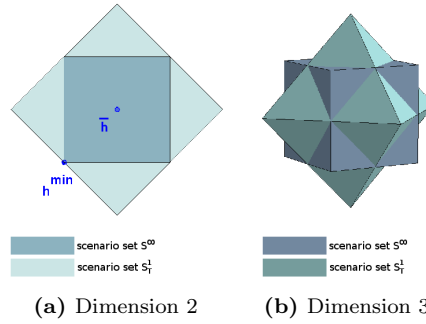 h̅
h^min
scenario set S^∞
scenario set S_T^1
scenario set S^∞
scenario set S_T^1
(a) Dimension 2
(b) Dimension 3